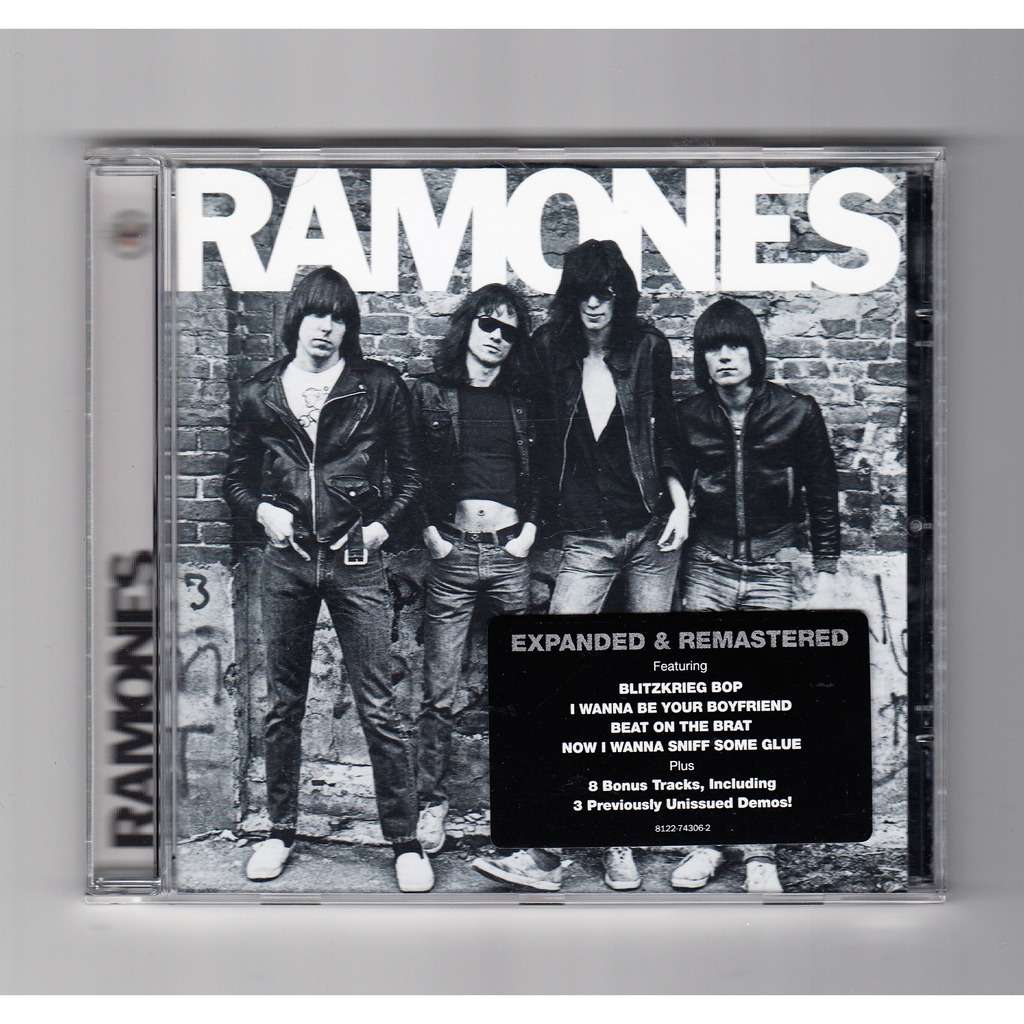 RAMONES
RAMONES
3
EXPANDED & REMASTERED
Featuring
BLITZKRIEG BOP
I WANNA BE YOUR BOYFRIEND
BEAT ON THE BRAT
NOW I WANNA SNIFF SOME GLUE
Plus
8 Bonus Tracks, Including
3 Previously Unissued Demos!
8122-74306-2